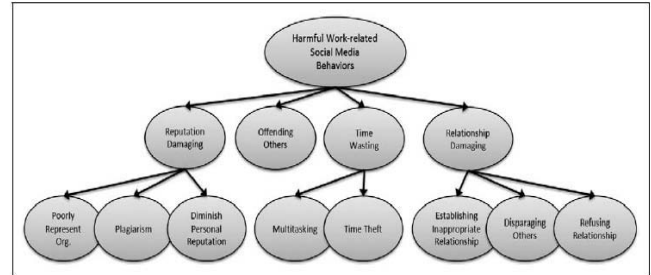 Harmful Work-related
Social Media
Behaviors
Reputation
Damaging
Offending
Others
Time
Wasting
Relationship
Damaging
Poorly
Represent
Org.
Plagiarism
Diminish
Personal
Reputation
Multitasking
Time Theft
Establishing
Inappropriate
Relationship
Disparaging
Others
Refusing
Relationship